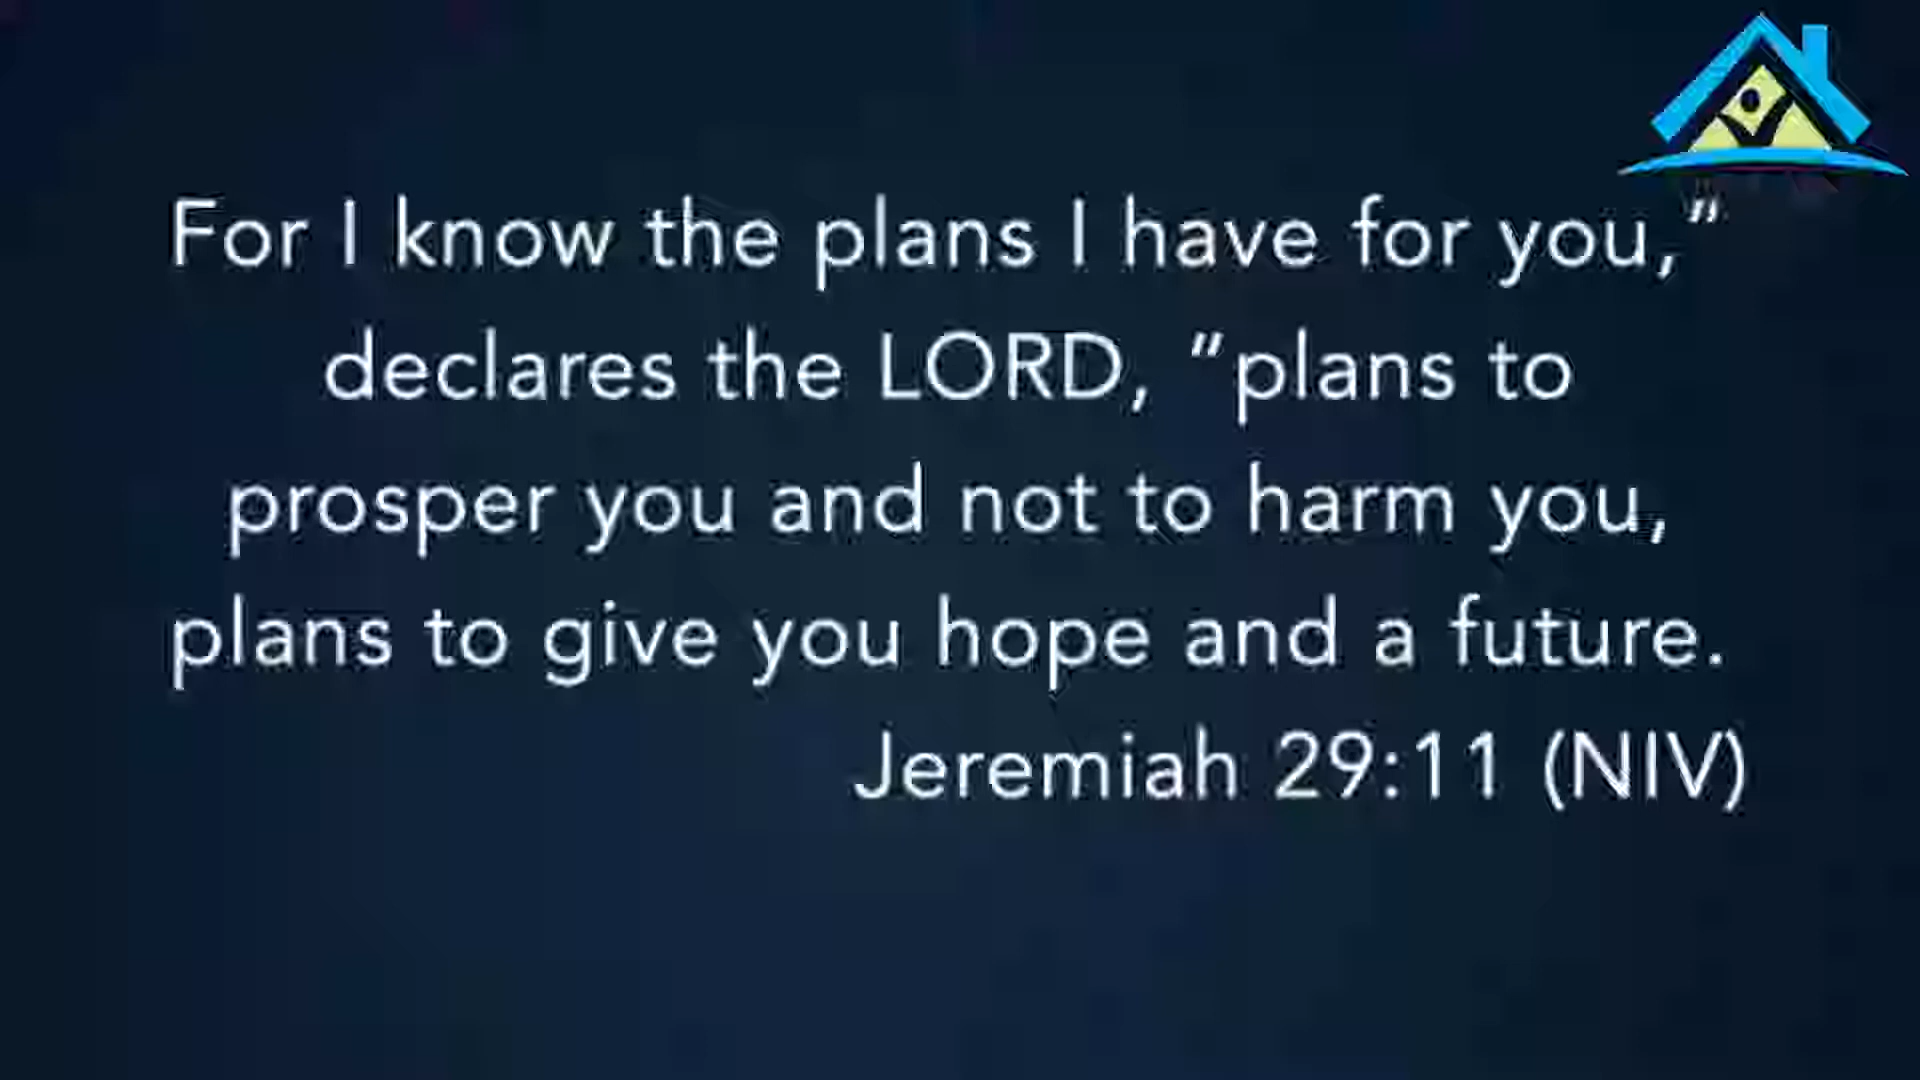 For I know the plans I have for you,”
declares the LORD, “plans to
prosper you and not to harm you,
plans to give you hope and a future.
Jeremiah 29:11 (NIV)